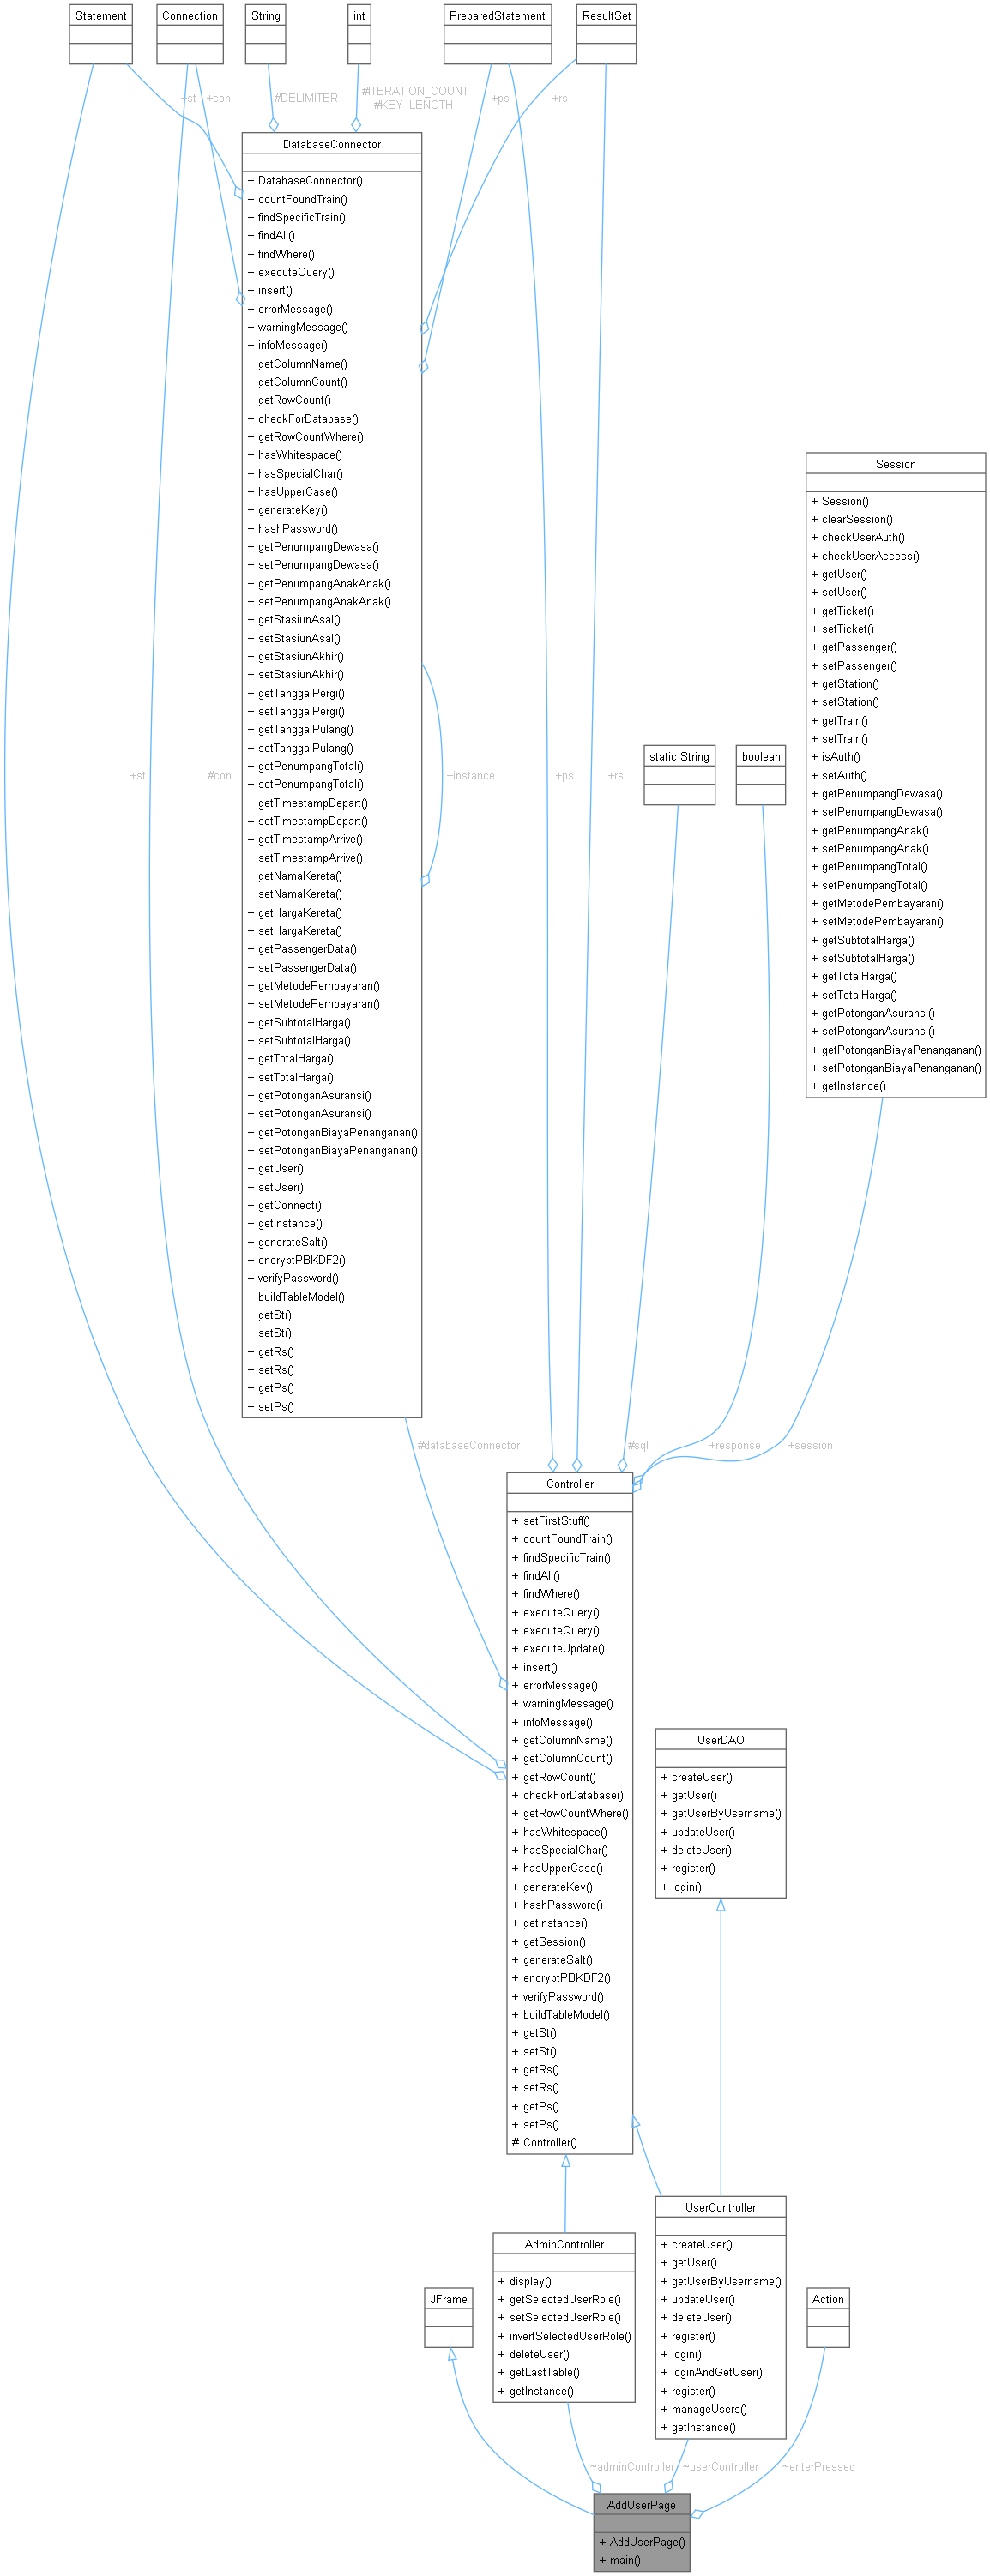 Statement
Connection
String
int
PreparedStatement
ResultSet
+st
+con
#DELIMITER
#ITERATION_COUNT
#KEY_LENGTH
+ps
+rs
DatabaseConnector
+ DatabaseConnector()
+ countFoundTrain()
+ findSpecificTrain()
+ findAll()
+ findWhere()
+ executeQuery()
+ insert()
+ errorMessage()
+ warningMessage()
+ infoMessage()
+ getColumnName()
+ getColumnCount()
+ getRowCount()
+ checkForDatabase()
+ getRowCountWhere()
+ hasWhitespace()
+ hasSpecialChar()
+ hasUpperCase()
+ generateKey()
+ hashPassword()
+ getPenumpangDewasa()
+ setPenumpangDewasa()
+ getPenumpangAnakAnak()
+ setPenumpangAnakAnak()
+ getStasiunAsal()
+ setStasiunAsal()
+ getStasiunAkhir()
+ setStasiunAkhir()
+ getTanggalPergi()
+ setTanggalPergi()
+ getTanggalPulang()
+ setTanggalPulang()
+ getPenumpangTotal()
+ setPenumpangTotal()
+ getTimestampDepart()
+ setTimestampDepart()
+ getTimestampArrive()
+ setTimestampArrive()
+ getNamaKereta()
+ setNamaKereta()
+ getHargaKereta()
+ setHargaKereta()
+ getPassengerData()
+ setPassengerData()
+ getMetodePembayaran()
+ setMetodePembayaran()
+ getSubtotalHarga()
+ setSubtotalHarga()
+ getTotalHarga()
+ setTotalHarga()
+ getPotonganAsuransi()
+ setPotonganAsuransi()
+ getPotonganBiayaPenanganan()
+ setPotonganBiayaPenanganan()
+ getUser()
+ setUser()
+ getConnect()
+ getInstance()
+ generateSalt()
+ encryptPBKDF2()
+ verifyPassword()
+ buildTableModel()
+ getSt()
+ setSt()
+ getRs()
+ setRs()
+ getPs()
+ setPs()
Session
+ Session()
+ clearSession()
+ checkUserAuth()
+ checkUserAccess()
+ getUser()
+ setUser()
+ getTicket()
+ setTicket()
+ getPassenger()
+ setPassenger()
+ getStation()
+ setStation()
+ getTrain()
+ setTrain()
+ isAuth()
+ setAuth()
+ getPenumpangDewasa()
+ setPenumpangDewasa()
+ getPenumpangAnak()
+ setPenumpangAnak()
+ getPenumpangTotal()
+ setPenumpangTotal()
+ getMetodePembayaran()
+ setMetodePembayaran()
+ getSubtotalHarga()
+ setSubtotalHarga()
+ getTotalHarga()
+ setTotalHarga()
+ getPotonganAsuransi()
+ setPotonganAsuransi()
+ getPotonganBiayaPenanganan()
+ setPotonganBiayaPenanganan()
+ getInstance()
static String
boolean
+st
#con
+instance
+ps
+rs
#databaseConnector
#sql
+response
+session
Controller
+ setFirstStuff()
+ countFoundTrain()
+ findSpecificTrain()
+ findAll()
+ findWhere()
+ executeQuery()
+ executeQuery()
+ executeUpdate()
+ insert()
+ errorMessage()
+ warningMessage()
+ infoMessage()
+ getColumnName()
+ getColumnCount()
+ getRowCount()
+ checkForDatabase()
+ getRowCountWhere()
+ hasWhitespace()
+ hasSpecialChar()
+ hasUpperCase()
+ generateKey()
+ hashPassword()
+ getInstance()
+ getSession()
+ generateSalt()
+ encryptPBKDF2()
+ verifyPassword()
+ buildTableModel()
+ getSt()
+ setSt()
+ getRs()
+ setRs()
+ getPs()
+ setPs()
# Controller()
UserDAO
+ createUser()
+ getUser()
+ getUserByUsername()
+ updateUser()
+ deleteUser()
+ register()
+ login()
JFrame
AdminController
+ display()
+ getSelectedUserRole()
+ setSelectedUserRole()
+ invertSelectedUserRole()
+ deleteUser()
+ getLastTable()
+ getInstance()
UserController
+ createUser()
+ getUser()
+ getUserByUsername()
+ updateUser()
+ deleteUser()
+ register()
+ login()
+ loginAndGetUser()
+ register()
+ manageUsers()
+ getInstance()
Action
~adminController
~userController
~enterPressed
AddUserPage
+ AddUserPage()
+ main()